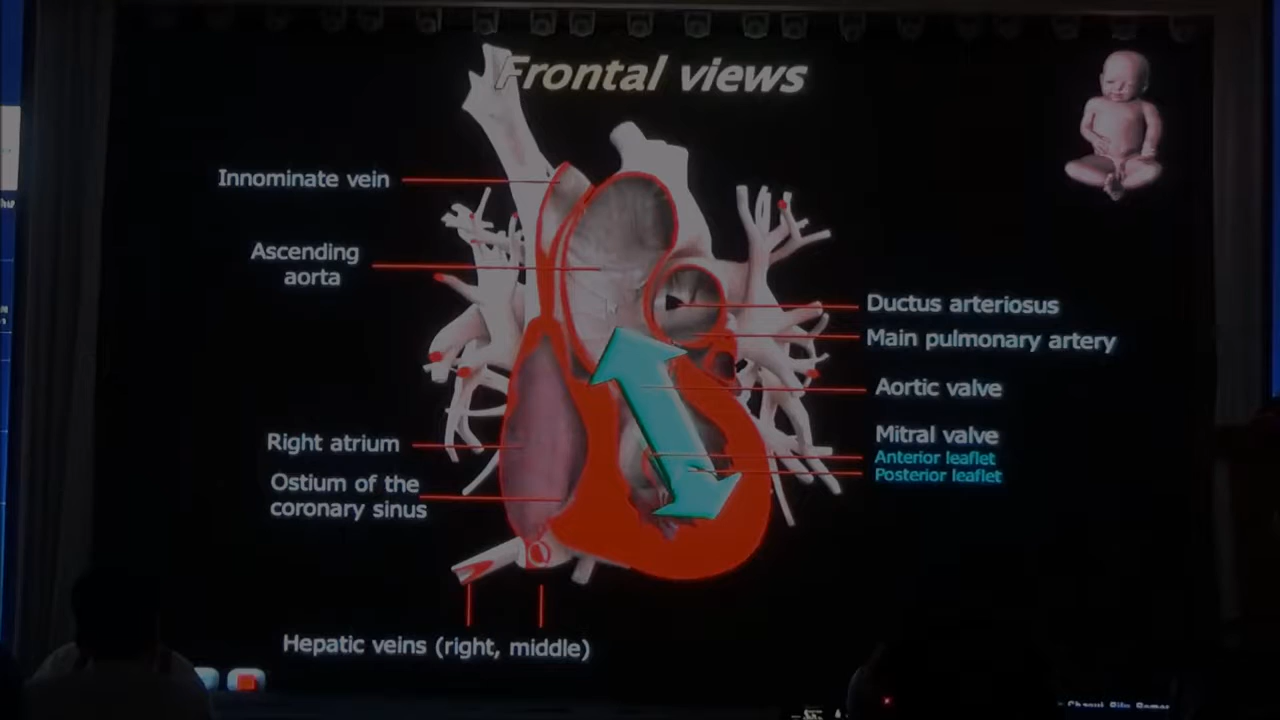 Frontal views
Innominate vein
Ascending
aorta
Ductus arteriosus
Main pulmonary artery
Aortic valve
Mitral valve
Anterior leaflet
Posterior leaflet
Right atrium
Ostium of the
coronary sinus
Hepatic veins (right, middle)